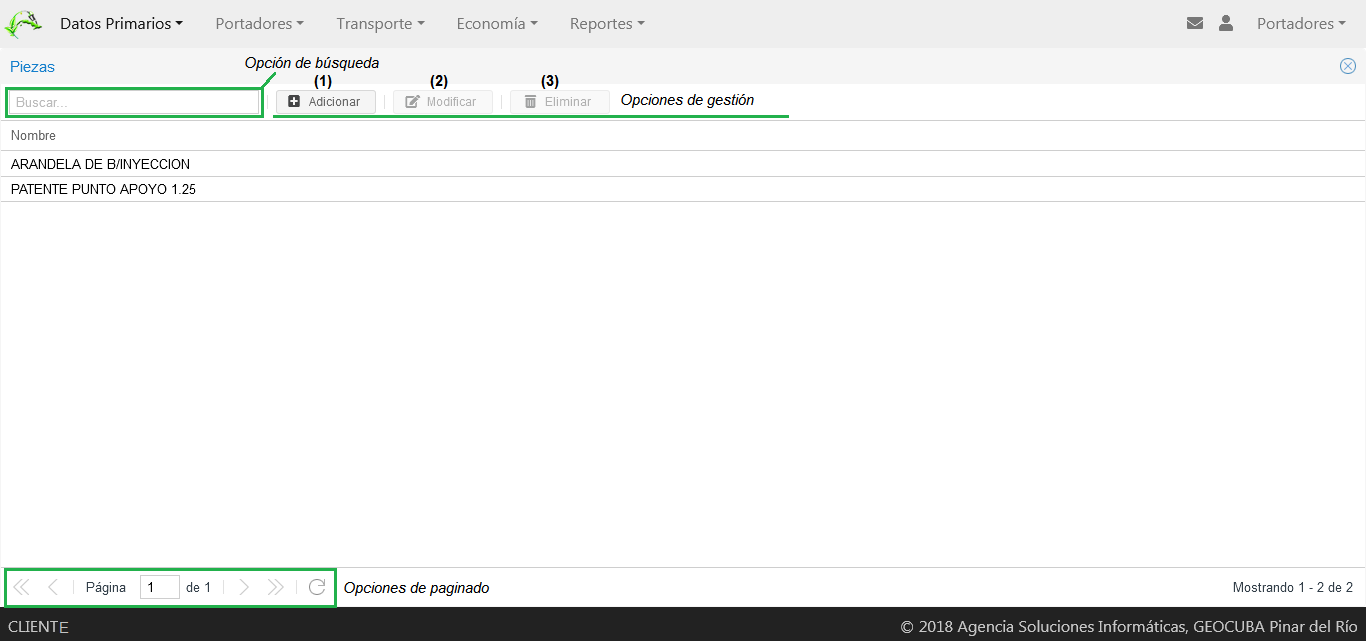 Datos Primarios Portadores Transporte Economía Reportes Portadores
Piezas
Opción de búsqueda
(1) (2) (3)
Buscar... Adicionar Modificar Eliminar Opciones de gestión
Nombre
ARANDELA DE B/INYECCION
PATENTE PUNTO APOYO 1.25
Página 1 de 1 Opciones de paginado Mostrando 1 - 2 de 2
CLIENTE © 2018 Agencia Soluciones Informáticas, GEOCUBA Pinar del Río